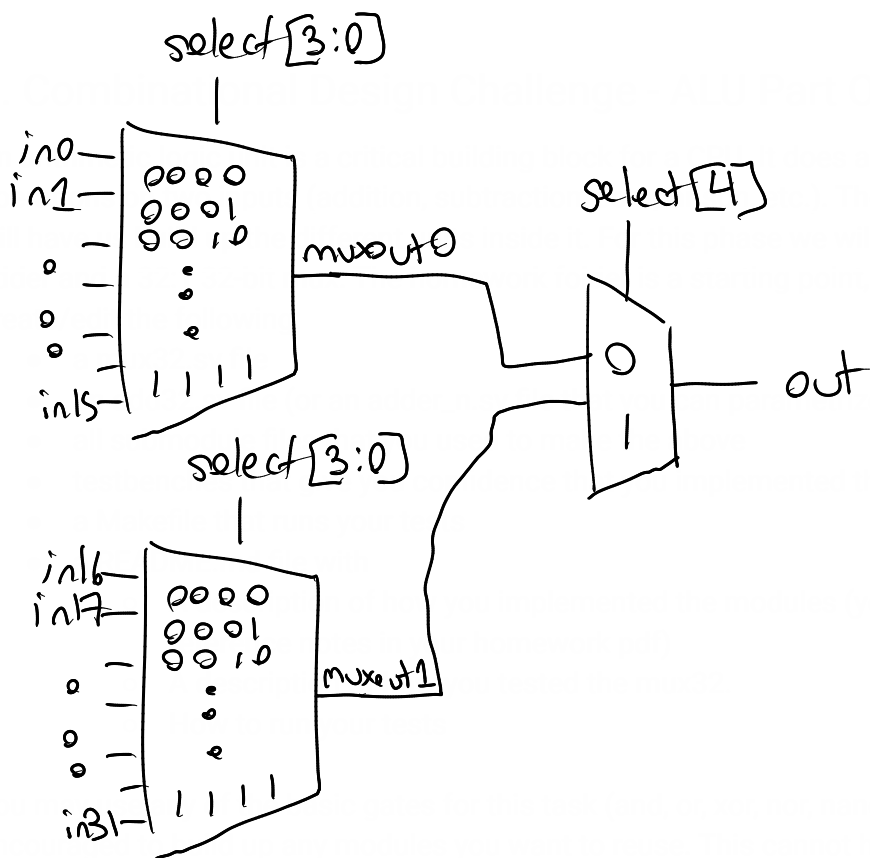 select[3:0]
in0
in1
0000
0001
0010
1111
in15
muxout0
select[4]
0
1
out
select[3:0]
in16
in17
0000
0001
0010
1111
in31
muxout1